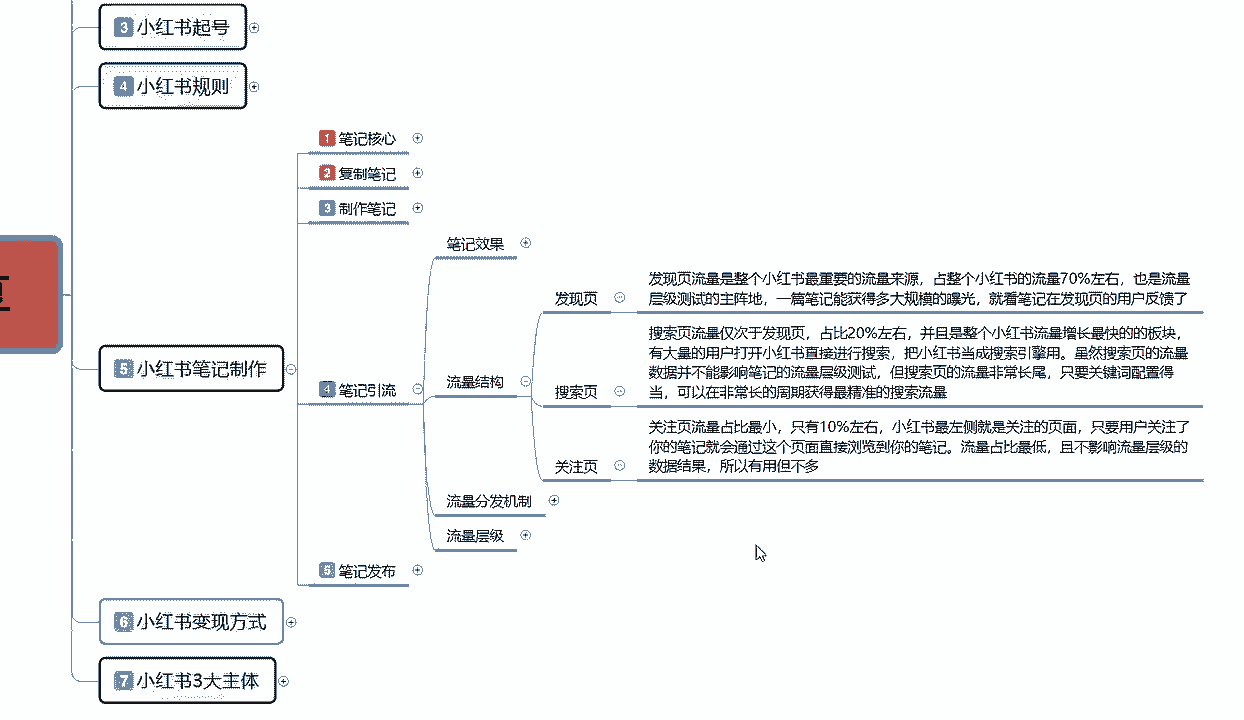 3 小红书起号
4 小红书规则
1 笔记核心
2 复制笔记
3 制作笔记
笔记效果
发现页
发现页流量是整个小红书最重要的流量来源，占整个小红书的流量70%左右，也是流量
层级测试的主阵地，一篇笔记能获得多大规模的曝光，就看笔记在发现页的用户反馈了
搜索页流量仅次于发现页，占比20%左右，并且是整个小红书流量增长最快的的板块，
有大量的用户打开小红书直接进行搜索，把小红书当成搜索引擎用。虽然搜索页的流量
数据并不能影响笔记的流量层级测试，但搜索页的流量非常长尾，只要关键词配置得
当，可以在非常长的周期获得最精准的搜索流量
5 小红书笔记制作
4 笔记引流
流量结构
搜索页
关注页流量占比最小，只有10%左右，小红书最左侧就是关注的页面，只要用户关注了
你的笔记就会通过这个页面直接浏览到你的笔记。流量占比最低，且不影响流量层级的
数据结果，所以有用但不多
关注页
流量分发机制
流量层级
5 笔记发布
6 小红书变现方式
7 小红书3大主体